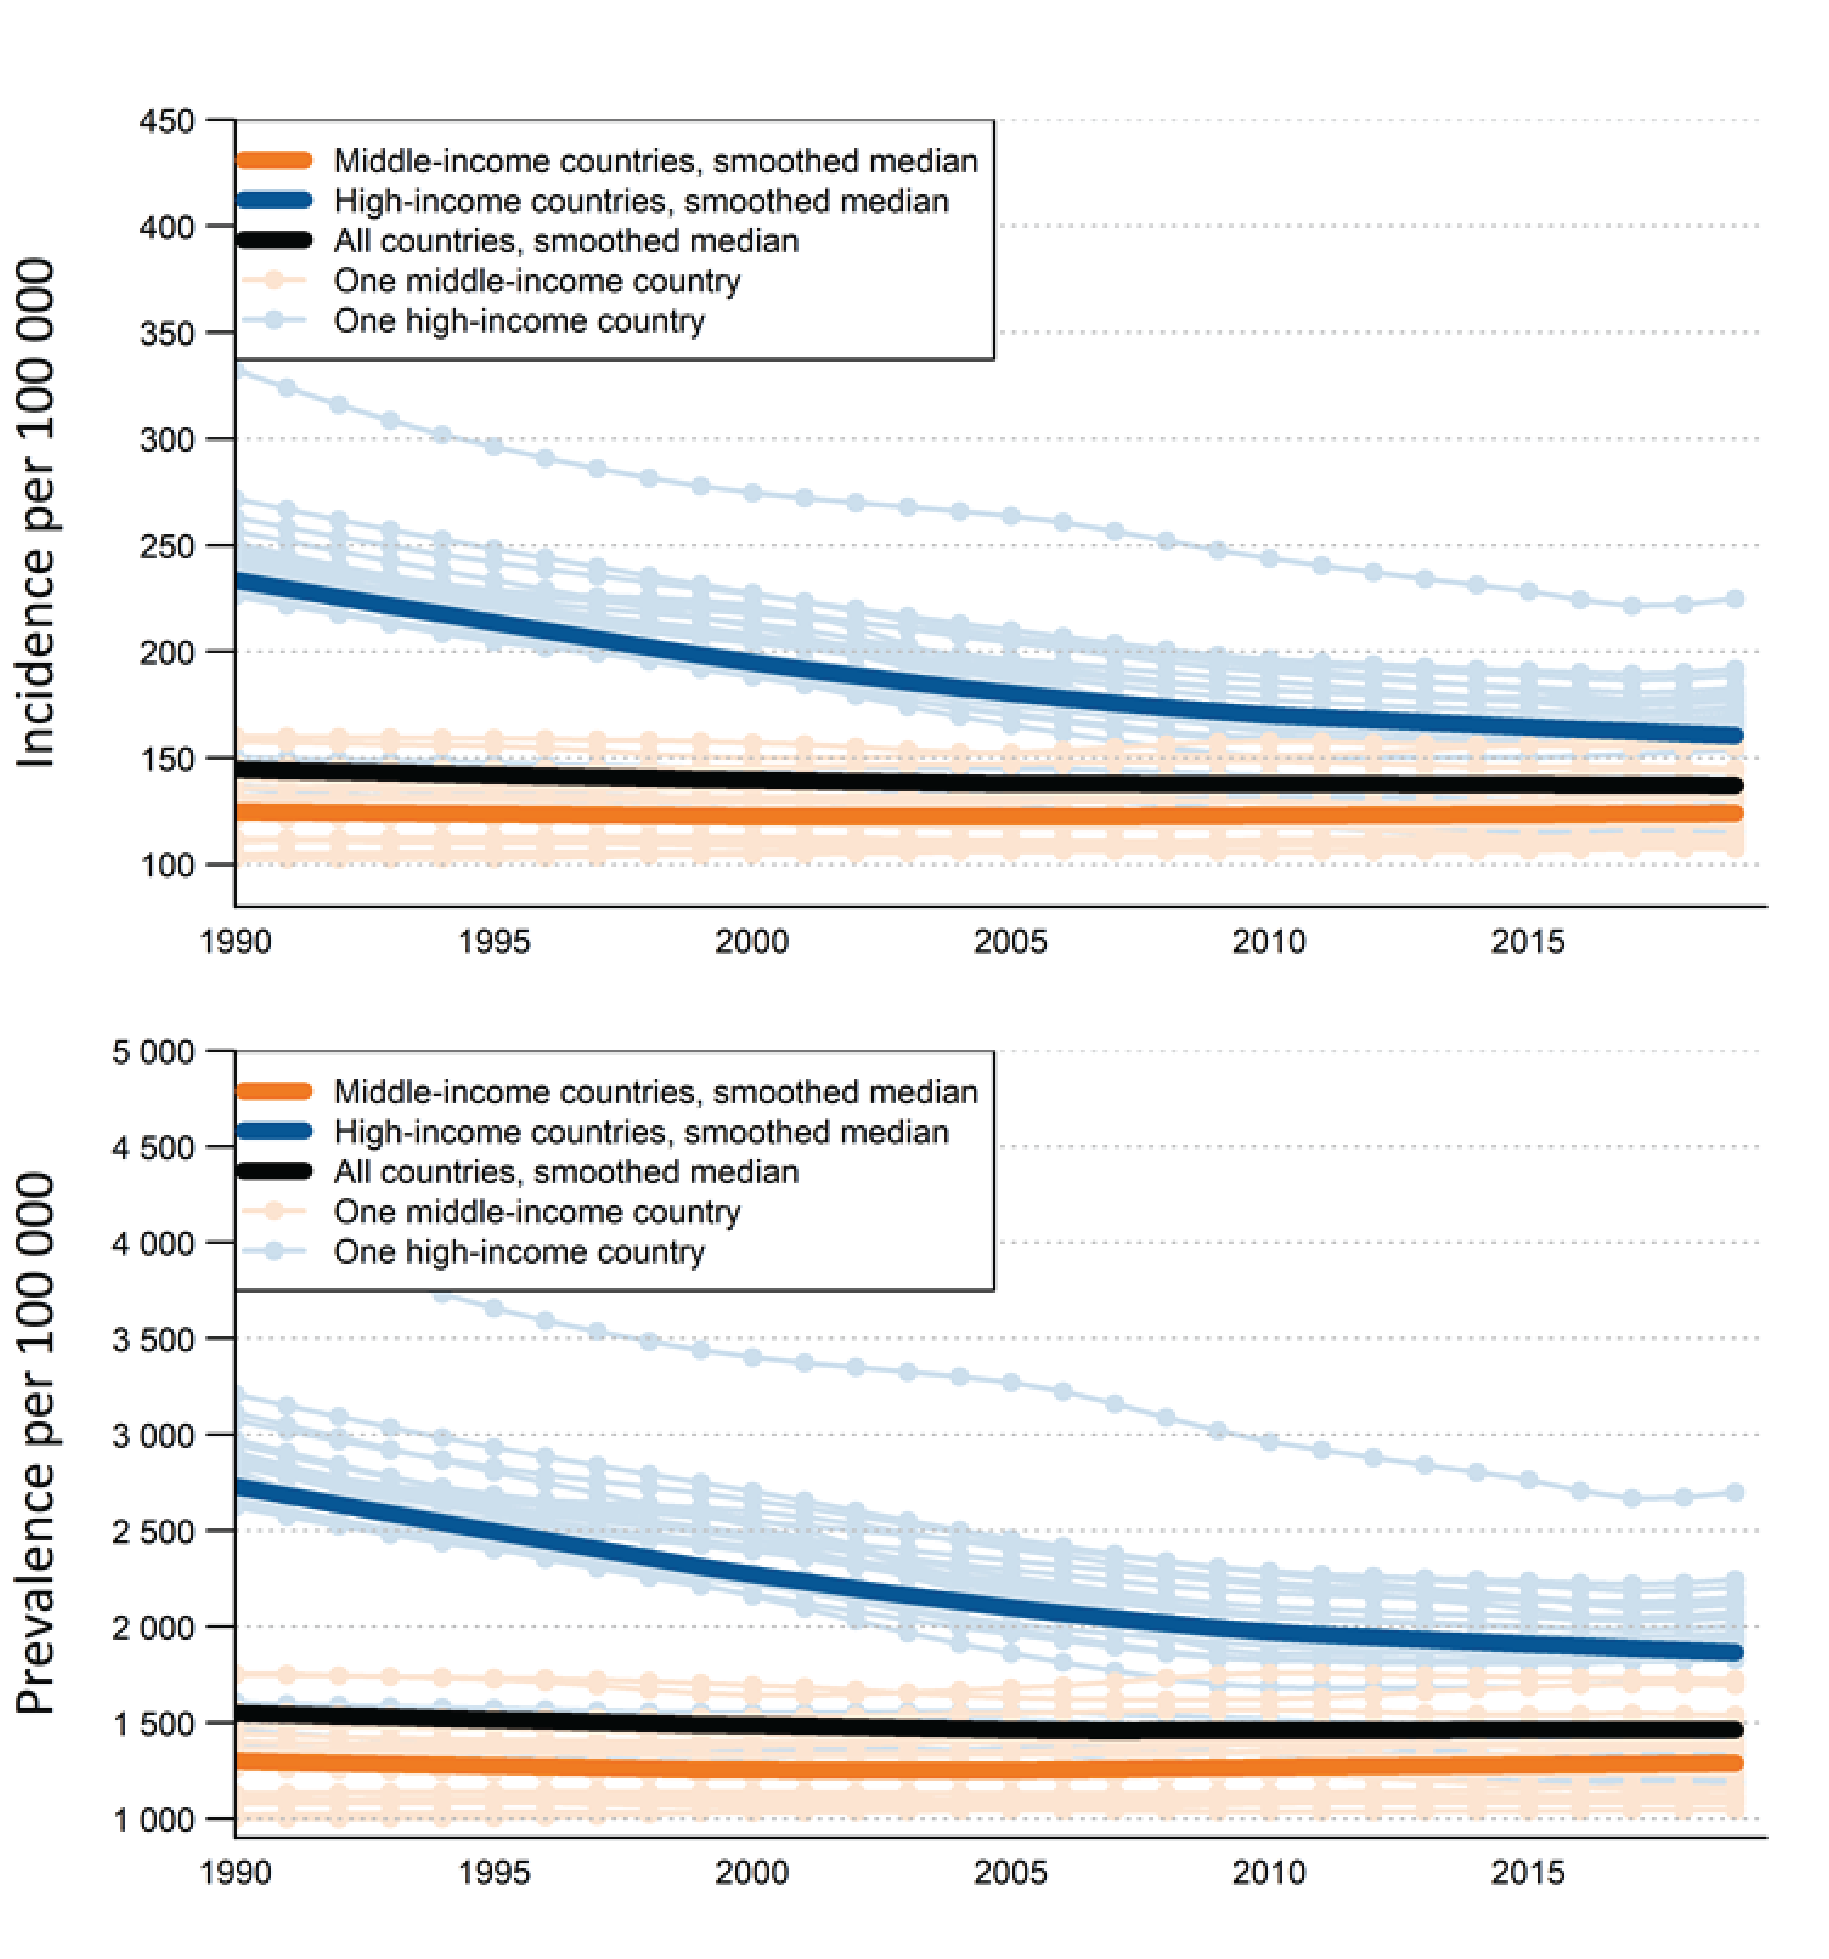 Incidence per 100 000
450
400
350
300
250
200
150
100
Middle-income countries, smoothed median
High-income countries, smoothed median
All countries, smoothed median
One middle-income country
One high-income country
1990 1995 2000 2005 2010 2015
Prevalence per 100 000
5 000
4 500
4 000
3 500
3 000
2 500
2 000
1 500
1 000
Middle-income countries, smoothed median
High-income countries, smoothed median
All countries, smoothed median
One middle-income country
One high-income country
1990 1995 2000 2005 2010 2015